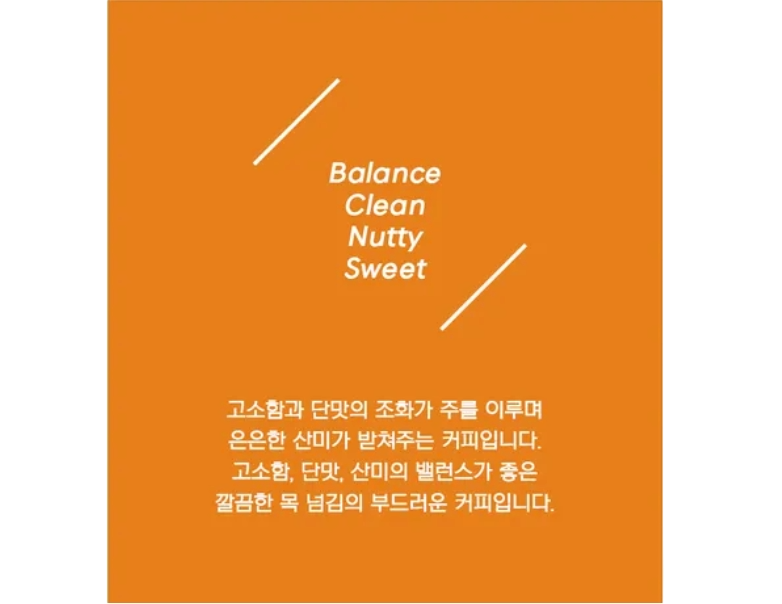 Balance
Clean
Nutty
Sweet
고소함과 단맛의 조화가 주를 이루며
은은한 산미가 받쳐주는 커피입니다.
고소함, 단맛, 산미의 밸런스가 좋은
깔끔한 목 넘김의 부드러운 커피입니다.